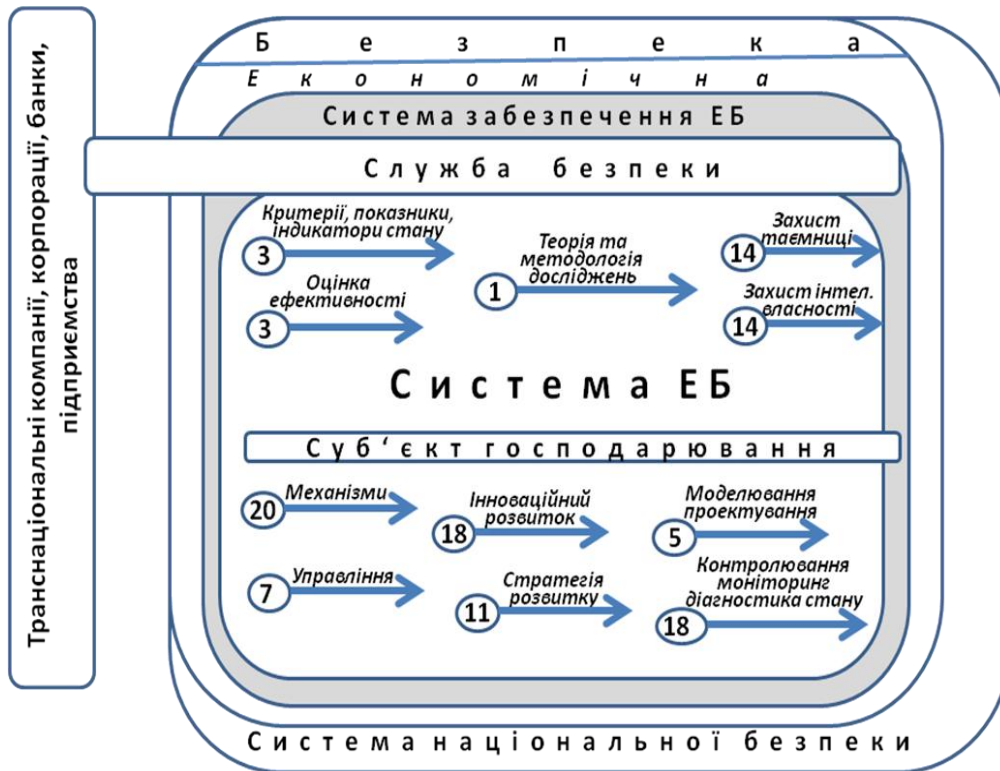 Транснаціональні компанії, корпорації, банки,
підприємства
Безпека
Економічна
Система забезпечення ЕБ
Служба безпеки
Критерії, показники,
індикатори стану
3
Оцінка
ефективності
3
Теорія та
методологія
досліджень
1
Захист
таємниці
14
Захист інтел.
власності
14
Система ЕБ
Суб‘єкт господарювання
Механізми
20
Інноваційний
розвиток
18
Моделювання
проектування
5
Управління
7
Стратегія
розвитку
11
Контролювання
моніторинг
діагностика стану
18
Система національної безпеки